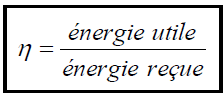 η = énergie utile / énergie reçue